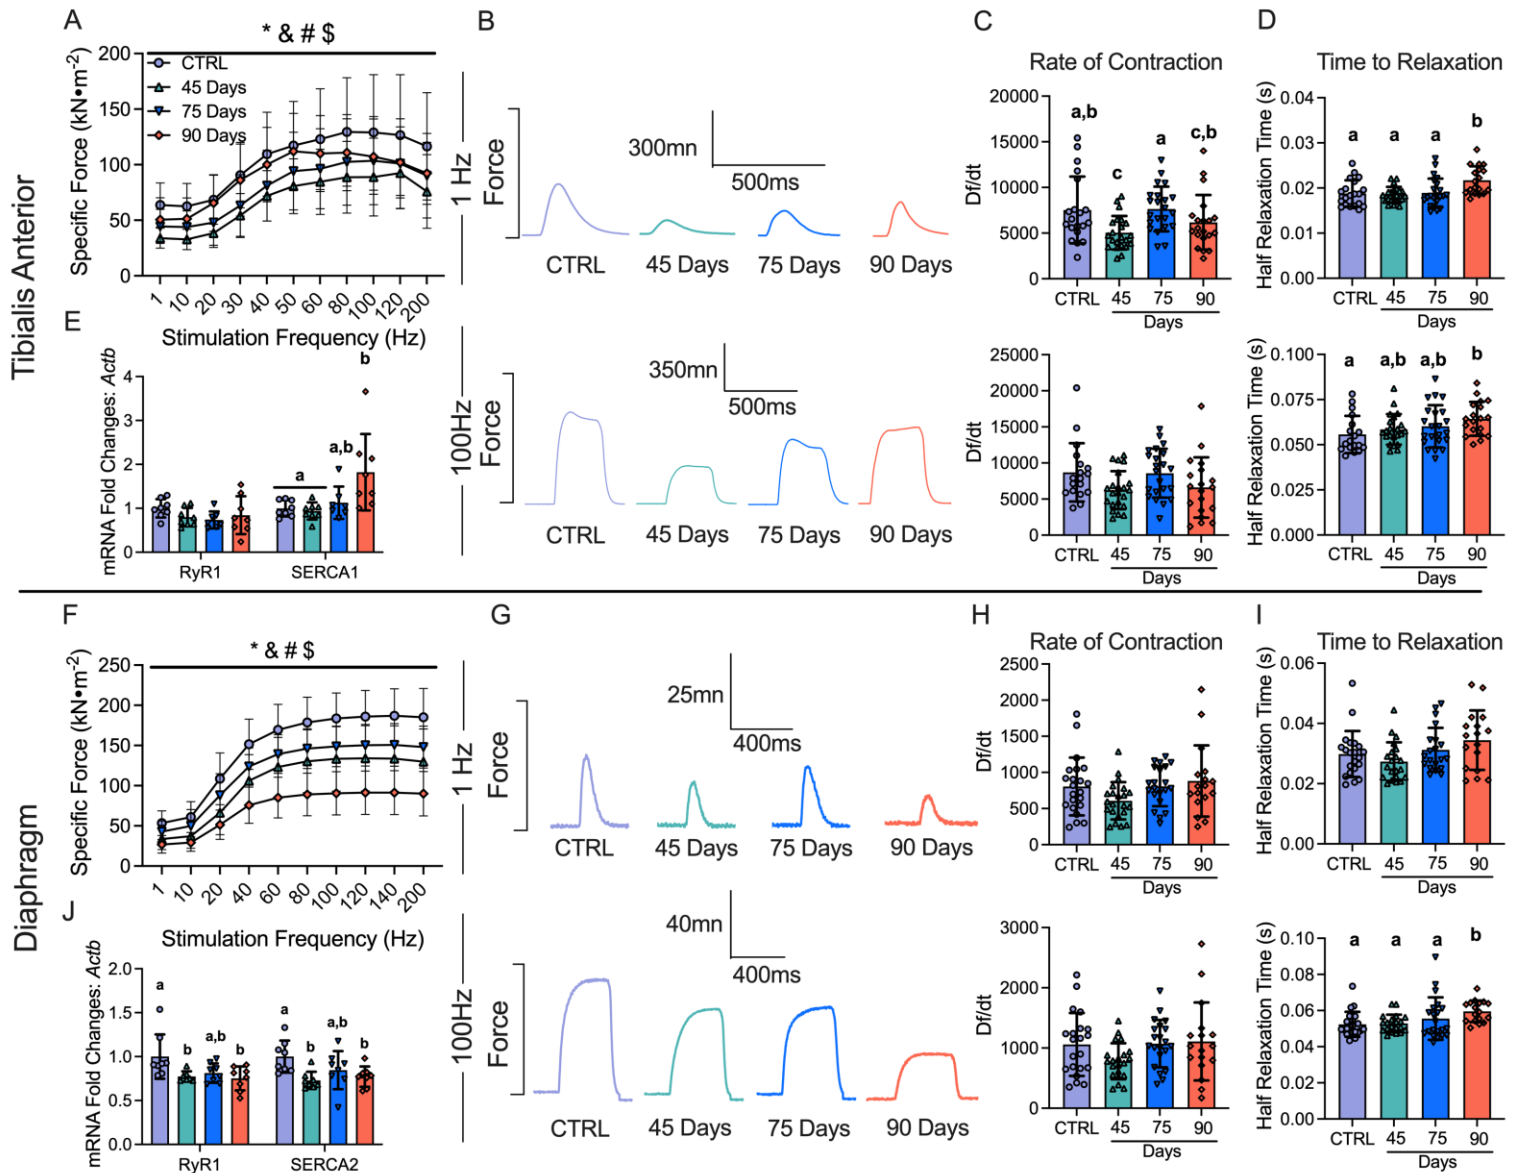 Tibialis Anterior
A
* & # $
Specific Force (kN•m⁻²)
200
150
100
50
0
CTRL
45 Days
75 Days
90 Days
1 10 20 30 40 50 60 80 100 120 200
Stimulation Frequency (Hz)
B
1 Hz
Force
300mn
500ms
CTRL 45 Days 75 Days 90 Days
100Hz
Force
350mn
500ms
CTRL 45 Days 75 Days 90 Days
C
Rate of Contraction
Df/dt
20000
15000
10000
5000
0
a,b c a c,b
CTRL 45 75 90
Days
Df/dt
25000
20000
15000
10000
5000
0
CTRL 45 75 90
Days
D
Time to Relaxation
Half Relaxation Time (s)
0.04
0.03
0.02
0.01
0.00
a a a b
CTRL 45 75 90
Days
Half Relaxation Time (s)
0.100
0.075
0.050
0.025
0.000
a a,b a,b b
CTRL 45 75 90
Days
E
mRNA Fold Changes: Actb
4
3
2
1
0
a a,b b
RyR1 SERCA1
Diaphragm
F
* & # $
Specific Force (kN•m⁻²)
250
200
150
100
50
0
1 10 20 40 60 80 100 120 140 200
Stimulation Frequency (Hz)
G
1 Hz
Force
25mn
400ms
CTRL 45 Days 75 Days 90 Days
100Hz
Force
40mn
400ms
CTRL 45 Days 75 Days 90 Days
H
Rate of Contraction
Df/dt
2500
2000
1500
1000
500
0
CTRL 45 75 90
Days
Df/dt
3000
2000
1000
0
CTRL 45 75 90
Days
I
Time to Relaxation
Half Relaxation Time (s)
0.06
0.04
0.02
0.00
CTRL 45 75 90
Days
Half Relaxation Time (s)
0.10
0.08
0.06
0.04
0.02
0.00
a a a b
CTRL 45 75 90
Days
J
mRNA Fold Changes: Actb
2.0
1.5
1.0
0.5
0.0
a b a,b b a b a,b b
RyR1 SERCA2